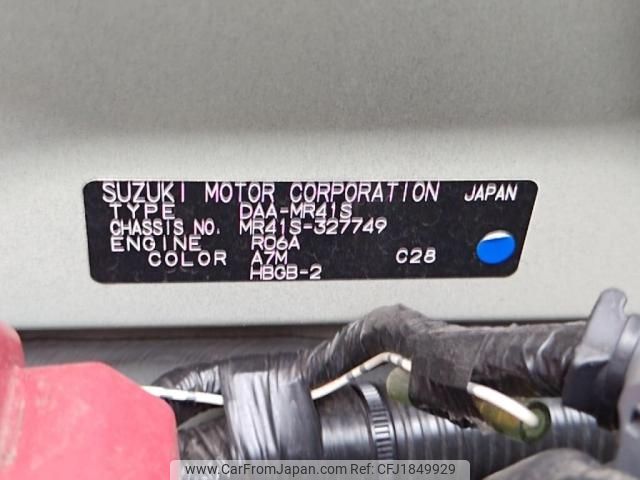 SUZUKI MOTOR CORPORATION JAPAN
TYPE DAA-MR41S
CHASSIS NO. MR41S-327749
ENGINE R06A
COLOR A7M C28
HBGB-2
www.CarFromJapan.com - CFJ1849929